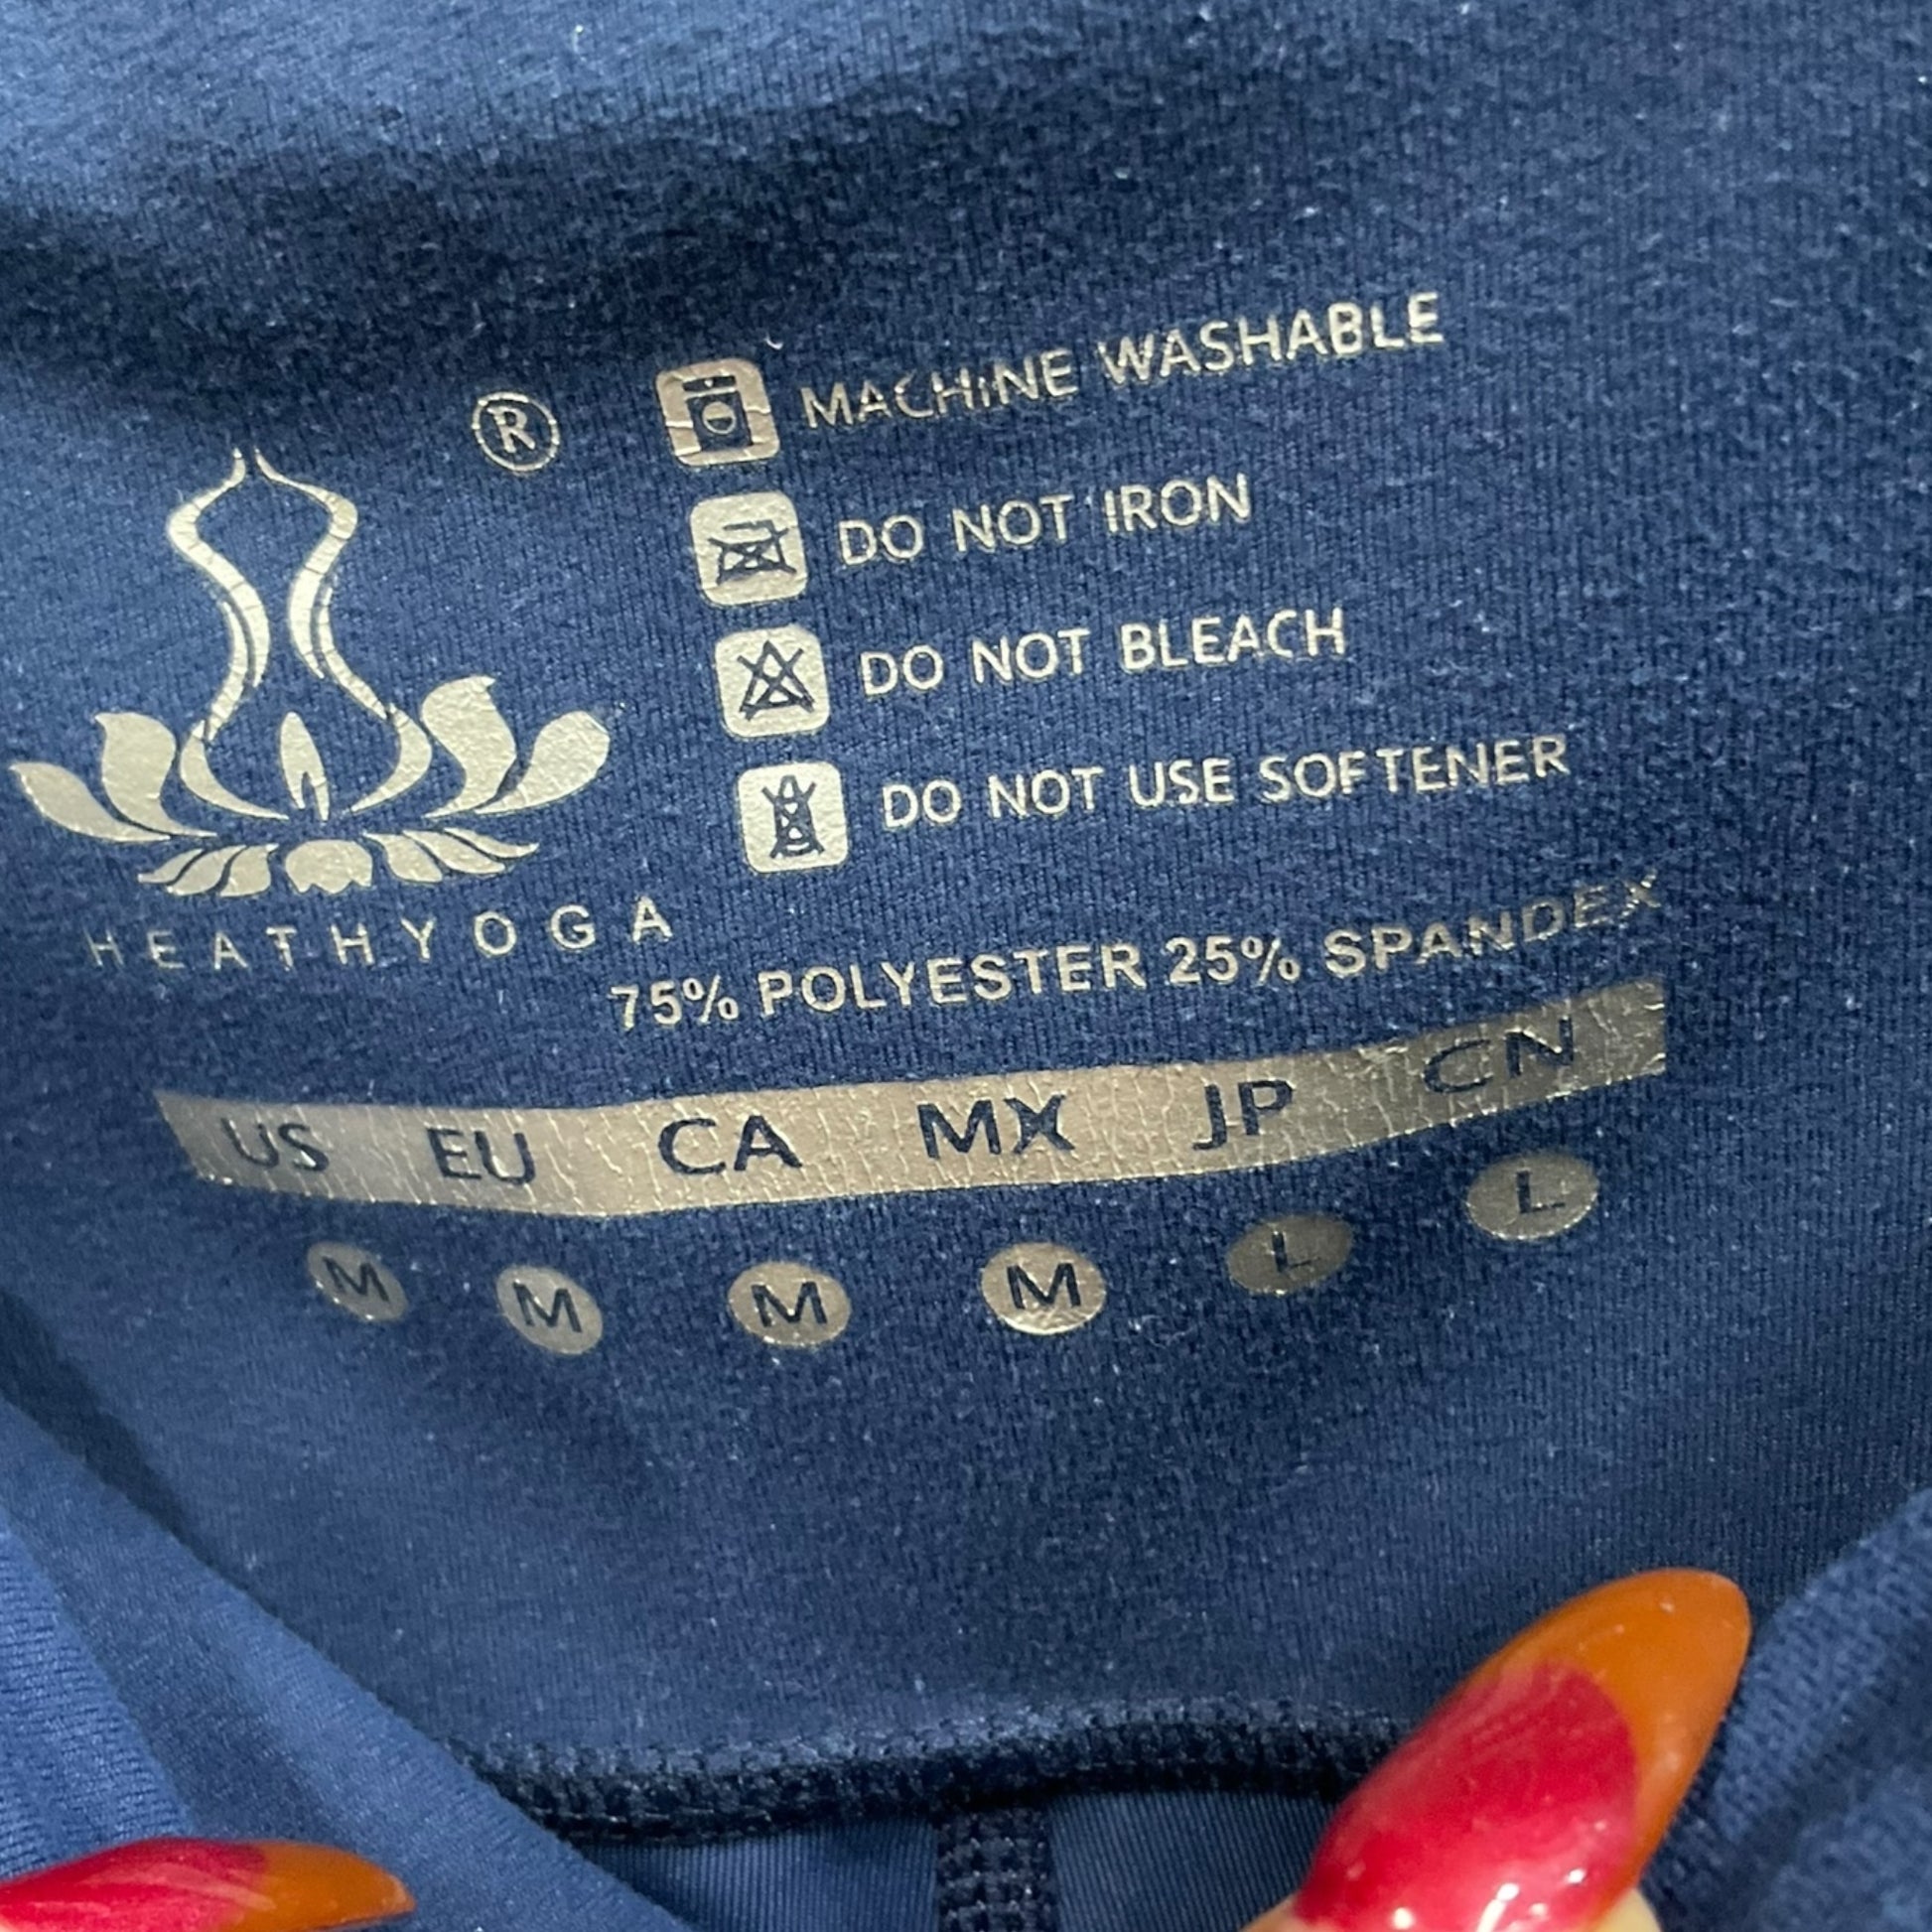 ®
MACHINE WASHABLE
DO NOT IRON
DO NOT BLEACH
DO NOT USE SOFTENER
HEATHYOGA
75% POLYESTER 25% SPANDEX
US EU CA MX JP CN
M M M M L L